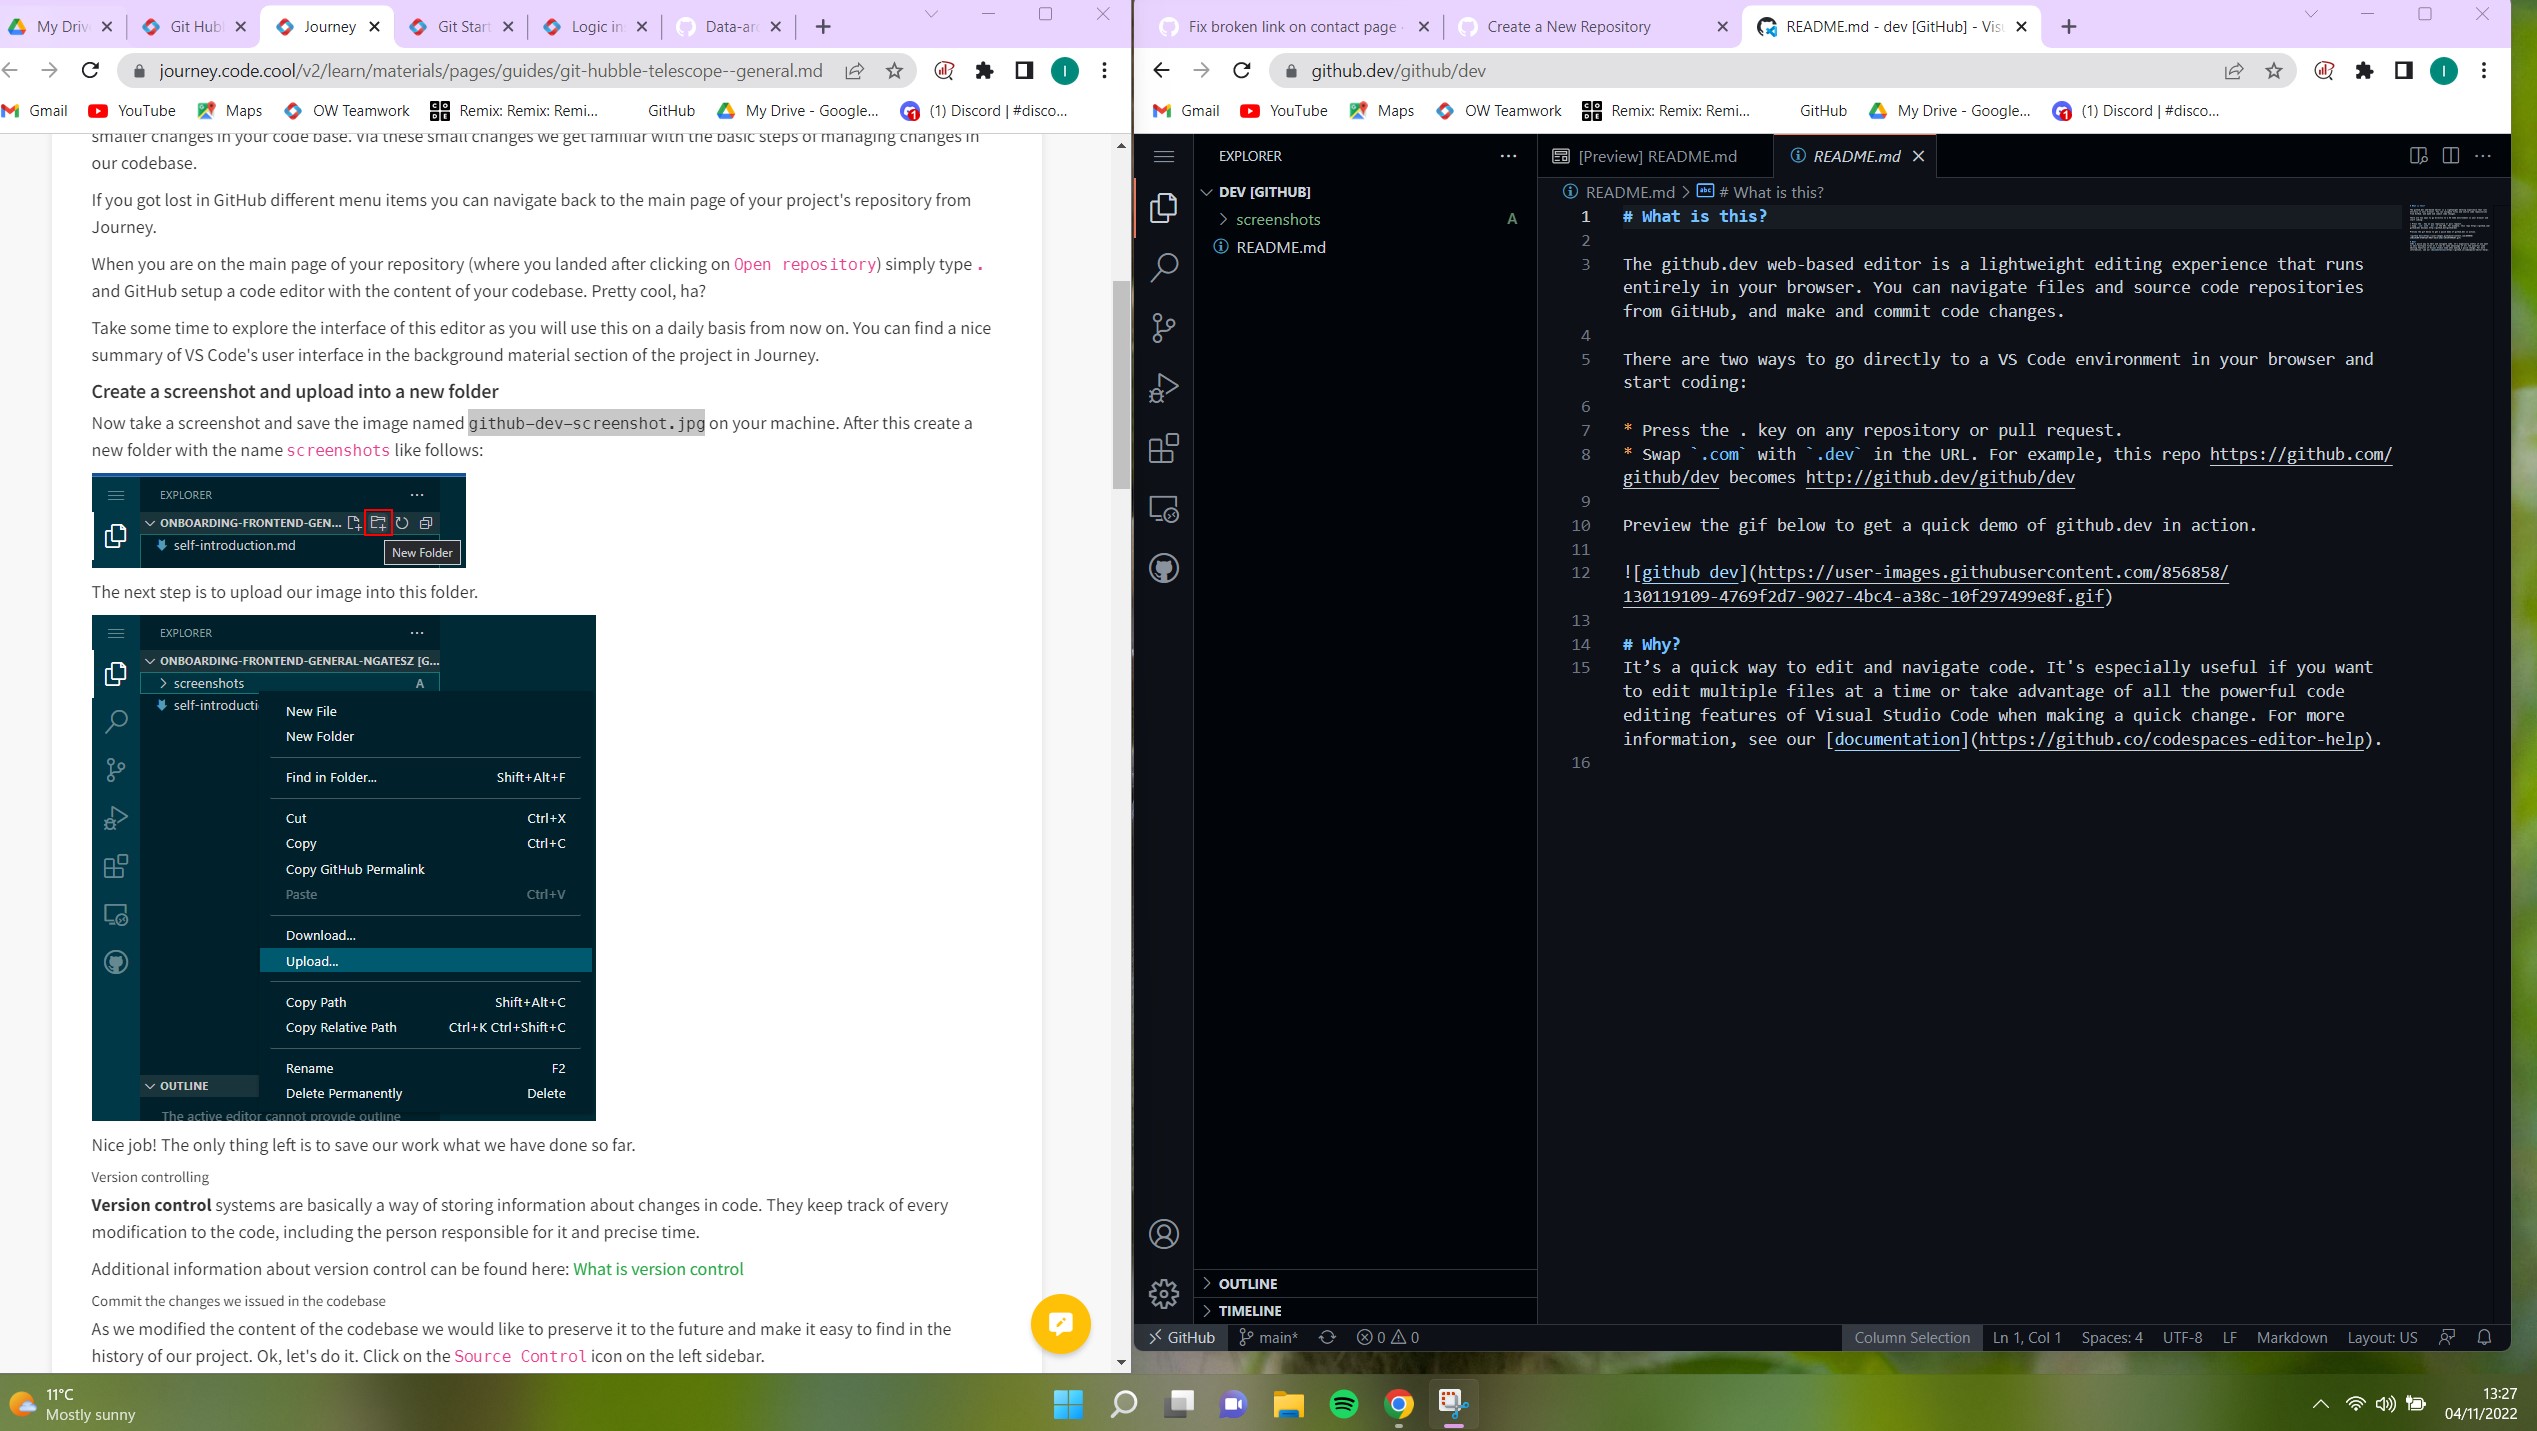 My Driv
Git Hub
Journey
Git Start
Logic in
Data-ar
journey.code.cool/v2/learn/materials/pages/guides/git-hubble-telescope--general.md
I
Gmail
YouTube
Maps
OW Teamwork
Remix: Remix: Remi...
GitHub
My Drive - Google...
(1) Discord | #disco...
smaller changes in your code base. Via these small changes we get familiar with the basic steps of managing changes in
our codebase.
If you got lost in GitHub different menu items you can navigate back to the main page of your project's repository from
Journey.
When you are on the main page of your repository (where you landed after clicking on Open repository) simply type .
and GitHub setup a code editor with the content of your codebase. Pretty cool, ha?
Take some time to explore the interface of this editor as you will use this on a daily basis from now on. You can find a nice
summary of VS Code's user interface in the background material section of the project in Journey.
Create a screenshot and upload into a new folder
Now take a screenshot and save the image named github-dev-screenshot.jpg on your machine. After this create a
new folder with the name screenshots like follows:
EXPLORER
ONBOARDING-FRONTEND-GEN...
self-introduction.md
New Folder
The next step is to upload our image into this folder.
EXPLORER
ONBOARDING-FRONTEND-GENERAL-NGATESZ [G...
screenshots A
self-introducti
New File
New Folder
Find in Folder... Shift+Alt+F
Cut Ctrl+X
Copy Ctrl+C
Copy GitHub Permalink
Paste Ctrl+V
Download...
Upload...
Copy Path Shift+Alt+C
Copy Relative Path Ctrl+K Ctrl+Shift+C
Rename F2
Delete Permanently Delete
OUTLINE
The active editor cannot provide outline
Nice job! The only thing left is to save our work what we have done so far.
Version controlling
Version control systems are basically a way of storing information about changes in code. They keep track of every
modification to the code, including the person responsible for it and precise time.
Additional information about version control can be found here: What is version control
Commit the changes we issued in the codebase
As we modified the content of the codebase we would like to preserve it to the future and make it easy to find in the
history of our project. Ok, let's do it. Click on the Source Control icon on the left sidebar.
Fix broken link on contact page
Create a New Repository
README.md - dev [GitHub] - Vis
github.dev/github/dev
I
Gmail
YouTube
Maps
OW Teamwork
Remix: Remix: Remi...
GitHub
My Drive - Google...
(1) Discord | #disco...
EXPLORER
DEV [GITHUB]
screenshots A
README.md
OUTLINE
TIMELINE
[Preview] README.md
README.md
README.md > # What is this?
1 # What is this?
2
3 The github.dev web-based editor is a lightweight editing experience that runs
entirely in your browser. You can navigate files and source code repositories
from GitHub, and make and commit code changes.
4
5 There are two ways to go directly to a VS Code environment in your browser and
start coding:
6
7 * Press the . key on any repository or pull request.
8 * Swap `.com` with `.dev` in the URL. For example, this repo https://github.com/
github/dev becomes http://github.dev/github/dev
9
10 Preview the gif below to get a quick demo of github.dev in action.
11
12 ![github dev](https://user-images.githubusercontent.com/856858/
130119109-4769f2d7-9027-4bc4-a38c-10f297499e8f.gif)
13
14 # Why?
15 It’s a quick way to edit and navigate code. It's especially useful if you want
to edit multiple files at a time or take advantage of all the powerful code
editing features of Visual Studio Code when making a quick change. For more
information, see our [documentation](https://github.co/codespaces-editor-help).
16
GitHub
main*
0 0
Column Selection
Ln 1, Col 1
Spaces: 4
UTF-8
LF
Markdown
Layout: US
11°C
Mostly sunny
13:27
04/11/2022